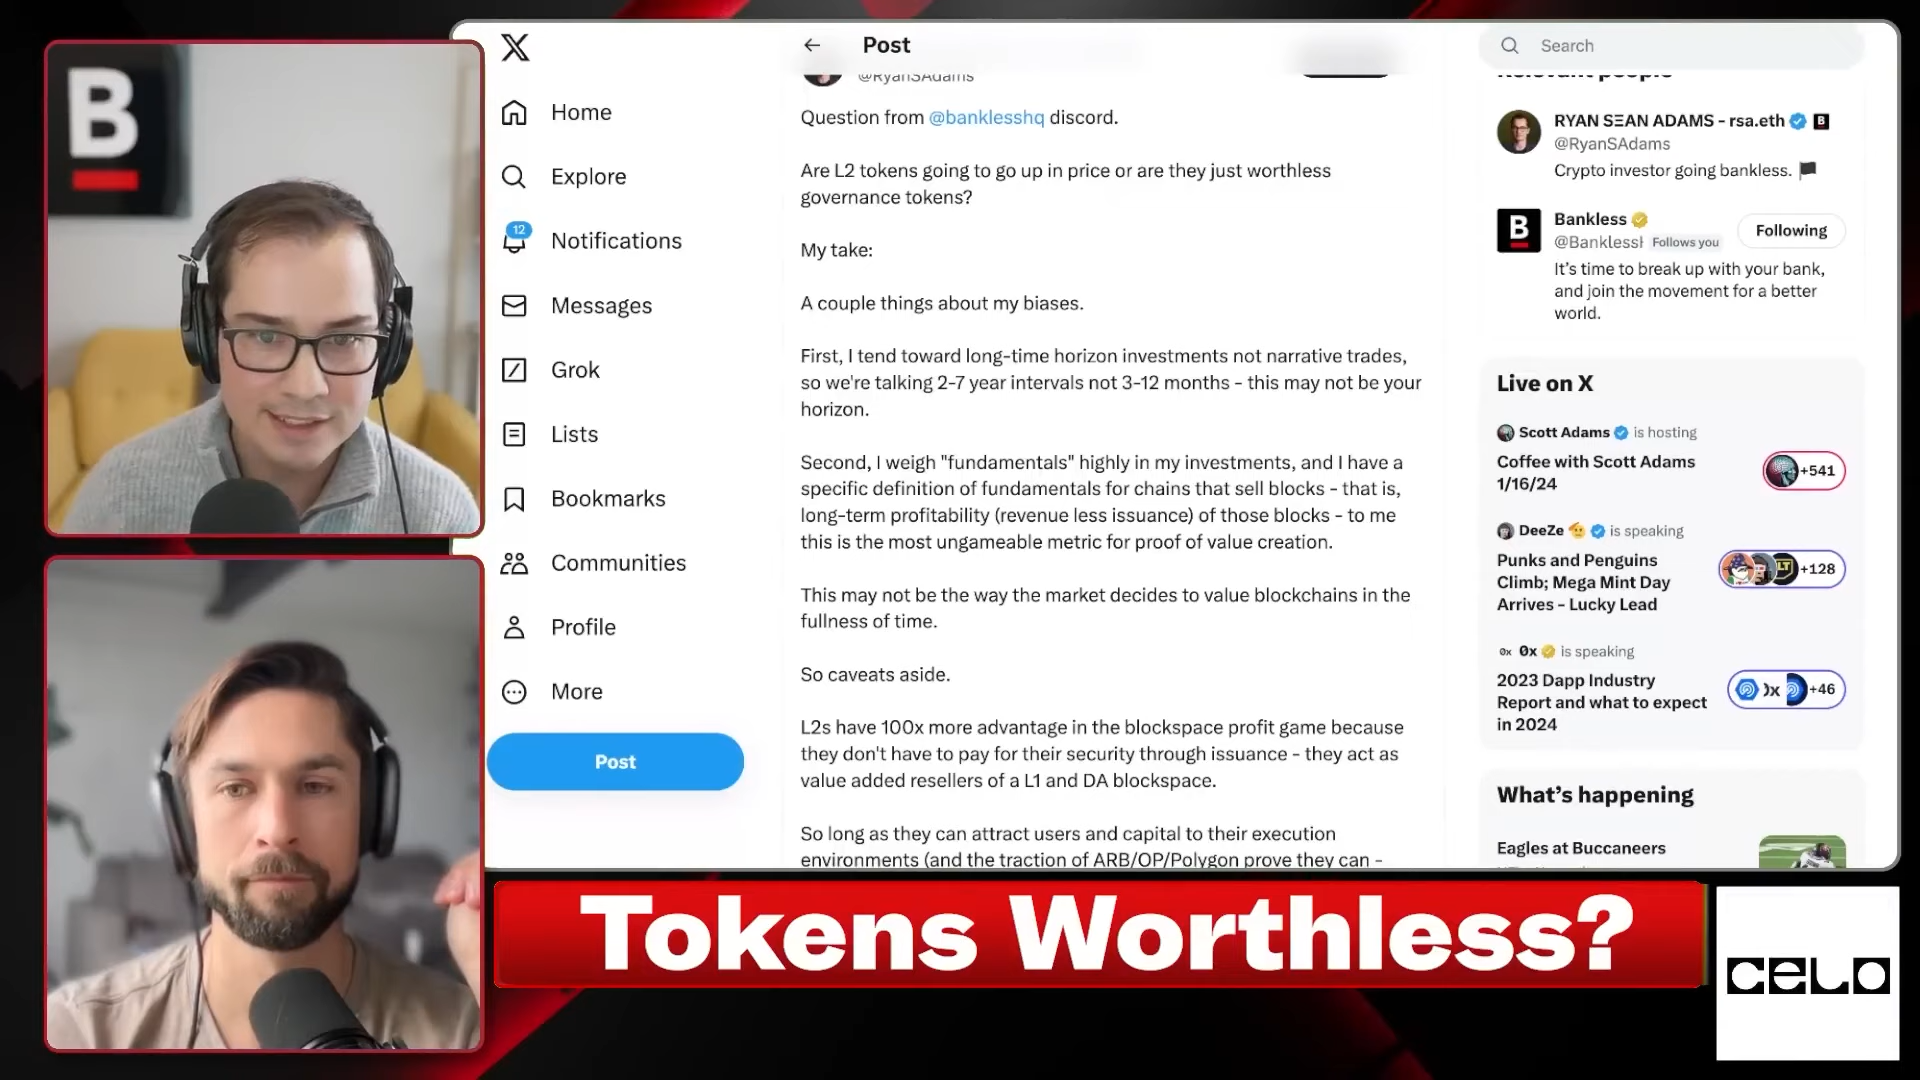 B
X
Home
Explore
12
Notifications
Messages
Grok
Lists
Bookmarks
Communities
Profile
More
Post
Post
@RyanSAdams
Question from @banklesshq discord.
Are L2 tokens going to go up in price or are they just worthless
governance tokens?
My take:
A couple things about my biases.
First, I tend toward long-time horizon investments not narrative trades,
so we're talking 2-7 year intervals not 3-12 months - this may not be your
horizon.
Second, I weigh "fundamentals" highly in my investments, and I have a
specific definition of fundamentals for chains that sell blocks - that is,
long-term profitability (revenue less issuance) of those blocks - to me
this is the most ungameable metric for proof of value creation.
This may not be the way the market decides to value blockchains in the
fullness of time.
So caveats aside.
L2s have 100x more advantage in the blockspace profit game because
they don't have to pay for their security through issuance - they act as
value added resellers of a L1 and DA blockspace.
So long as they can attract users and capital to their execution
environments (and the traction of ARB/OP/Polygon prove they can -
Search
Relevant people
RYAN SΞAN ADAMS - rsa.eth B
@RyanSAdams
Crypto investor going bankless. 🏴
B
Bankless
@Bankless Follows you
Following
It's time to break up with your bank,
and join the movement for a better
world.
Live on X
Scott Adams is hosting
Coffee with Scott Adams
1/16/24
+541
DeeZe 🫡 is speaking
Punks and Penguins
Climb; Mega Mint Day
Arrives - Lucky Lead
LT +128
0x 0x is speaking
2023 Dapp Industry
Report and what to expect
in 2024
+46
What's happening
Eagles at Buccaneers
Tokens Worthless?
CELO